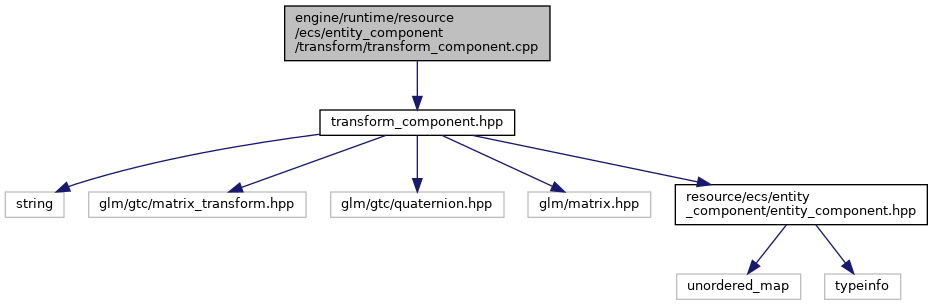 engine/runtime/resource
/ecs/entity_component
/transform/transform_component.cpp
transform_component.hpp
string
glm/gtc/matrix_transform.hpp
glm/gtc/quaternion.hpp
glm/matrix.hpp
resource/ecs/entity
_component/entity_component.hpp
unordered_map
typeinfo